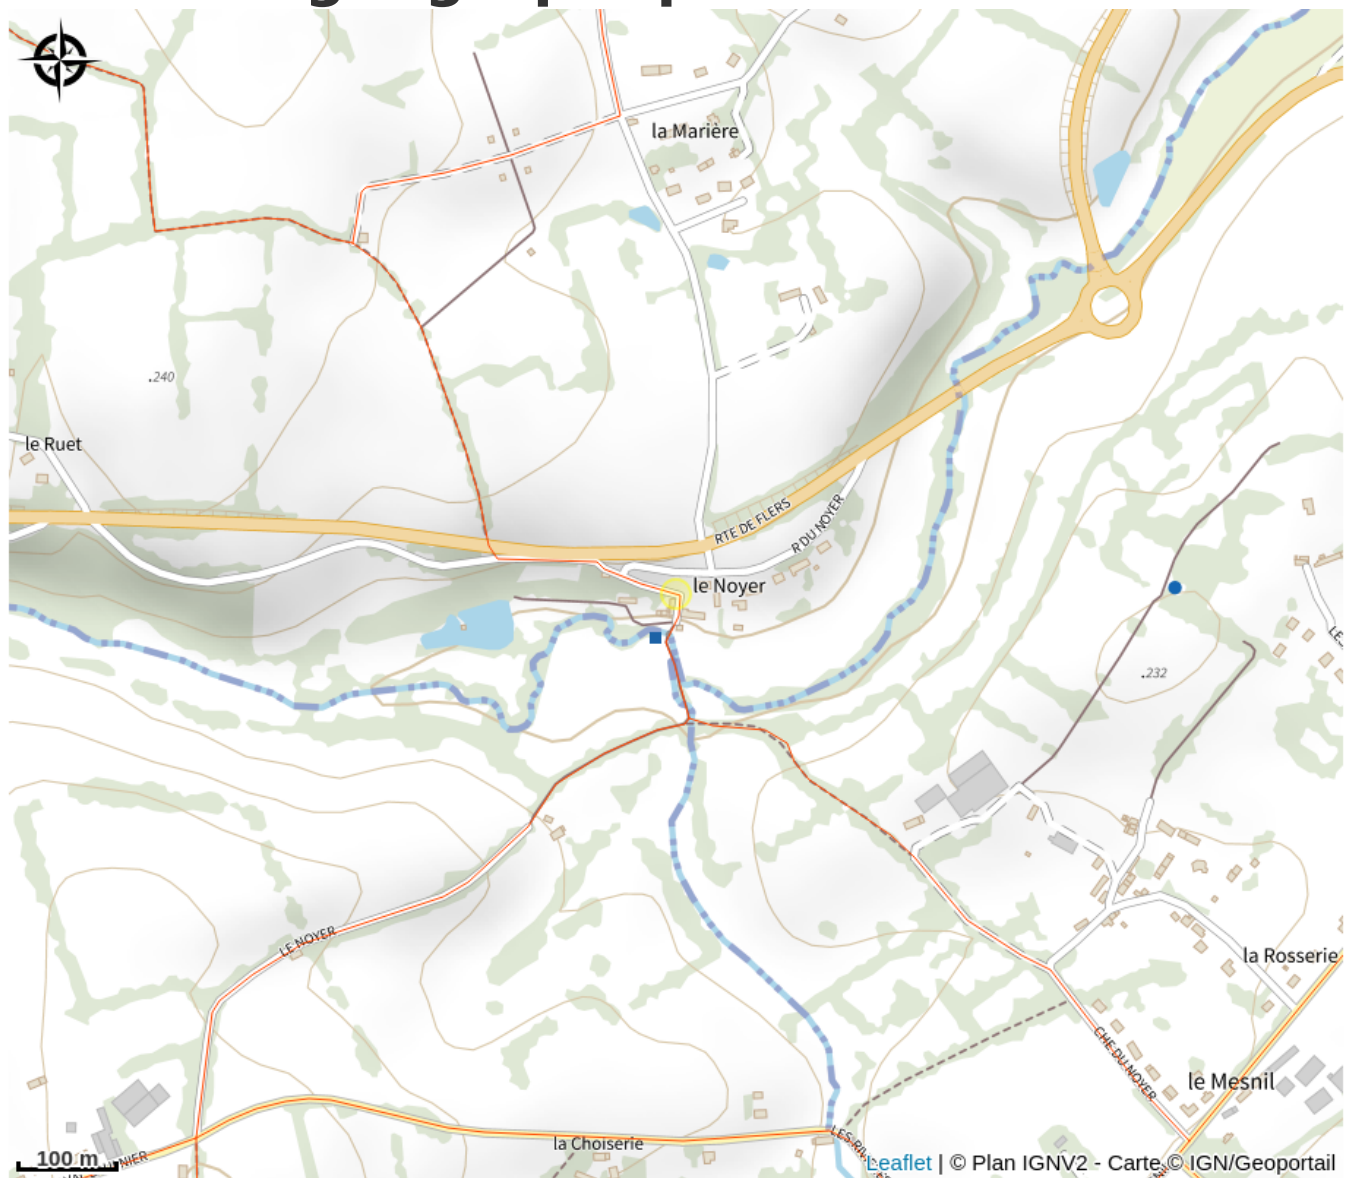 la Marière
.240
le Ruet
RTE DE FLERS
R DU NOYER
le Noyer
.232
LE NOYER
la Rosserie
CHE DU NOYER
le Mesnil
la Choiserie
100 m
Leaflet | © Plan IGNV2 - Carte © IGN/Geoportail